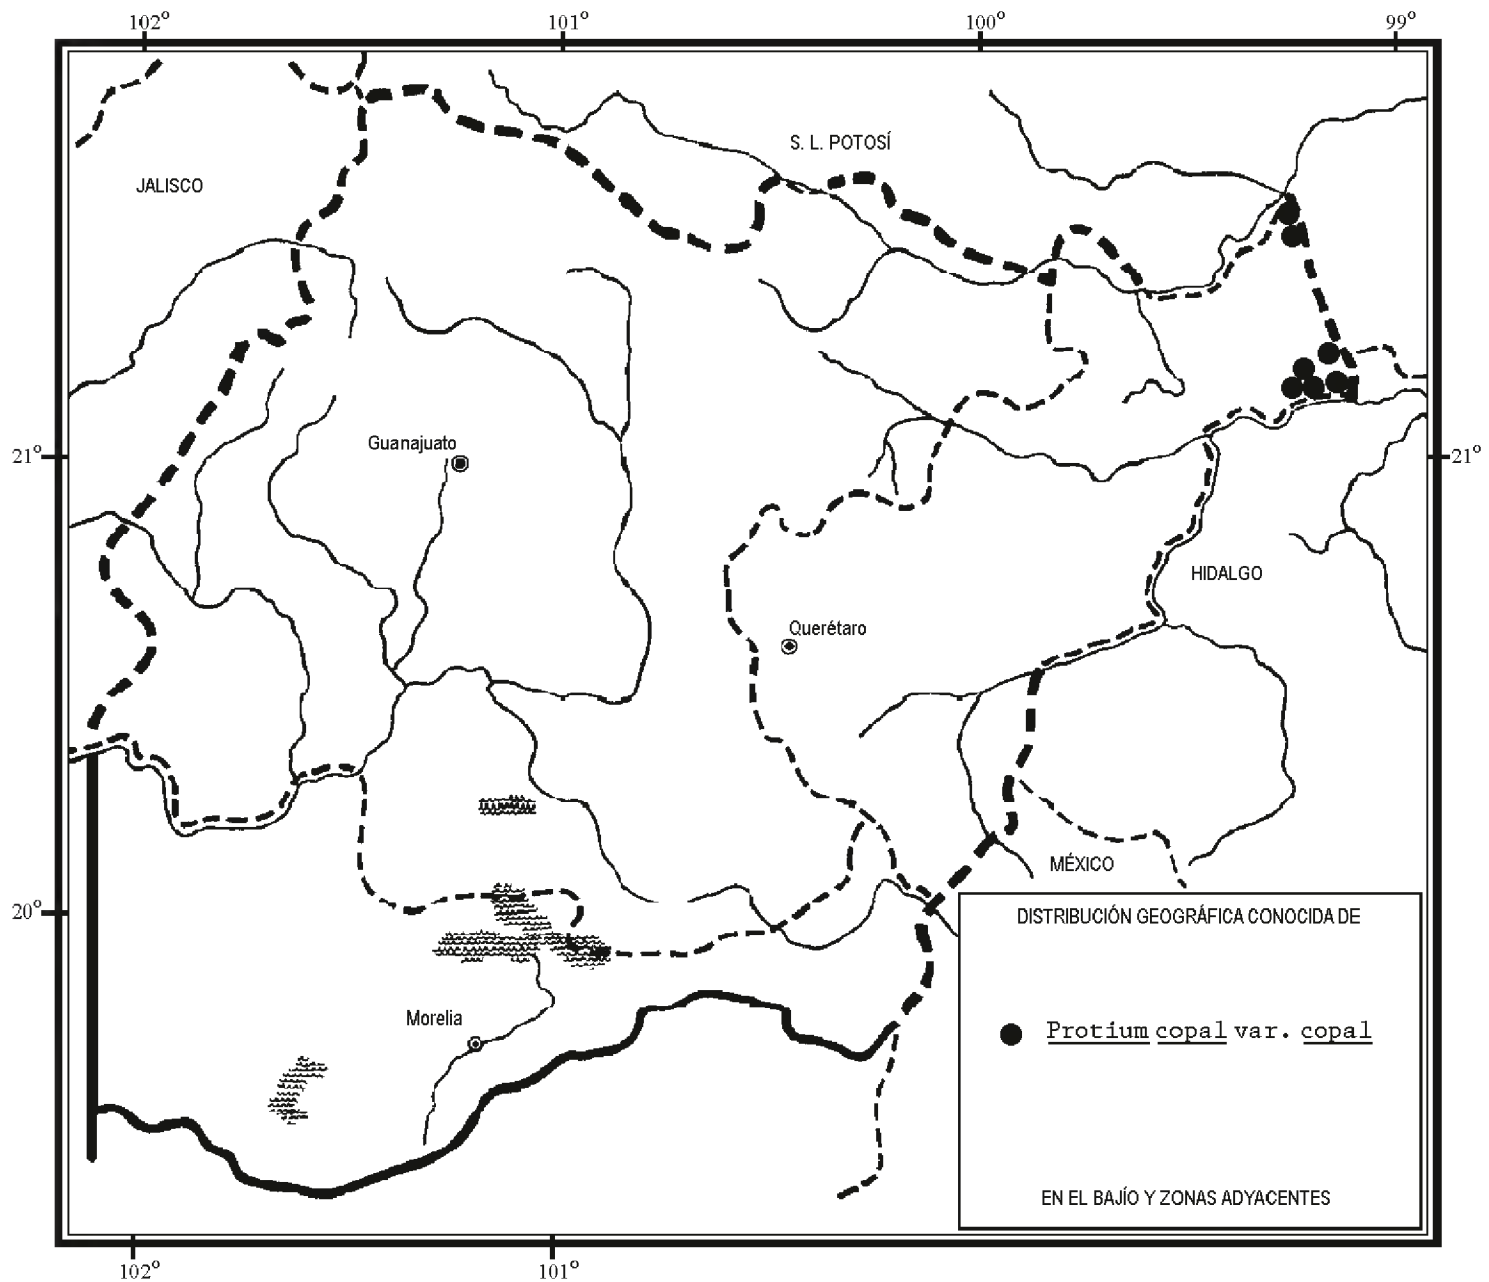 102° 101° 100° 99°
S. L. POTOSÍ
JALISCO
Guanajuato
21° 21°
HIDALGO
Querétaro
MÉXICO
20°
DISTRIBUCIÓN GEOGRÁFICA CONOCIDA DE
Morelia
Protium copal var. copal
EN EL BAJÍO Y ZONAS ADYACENTES
102° 101°